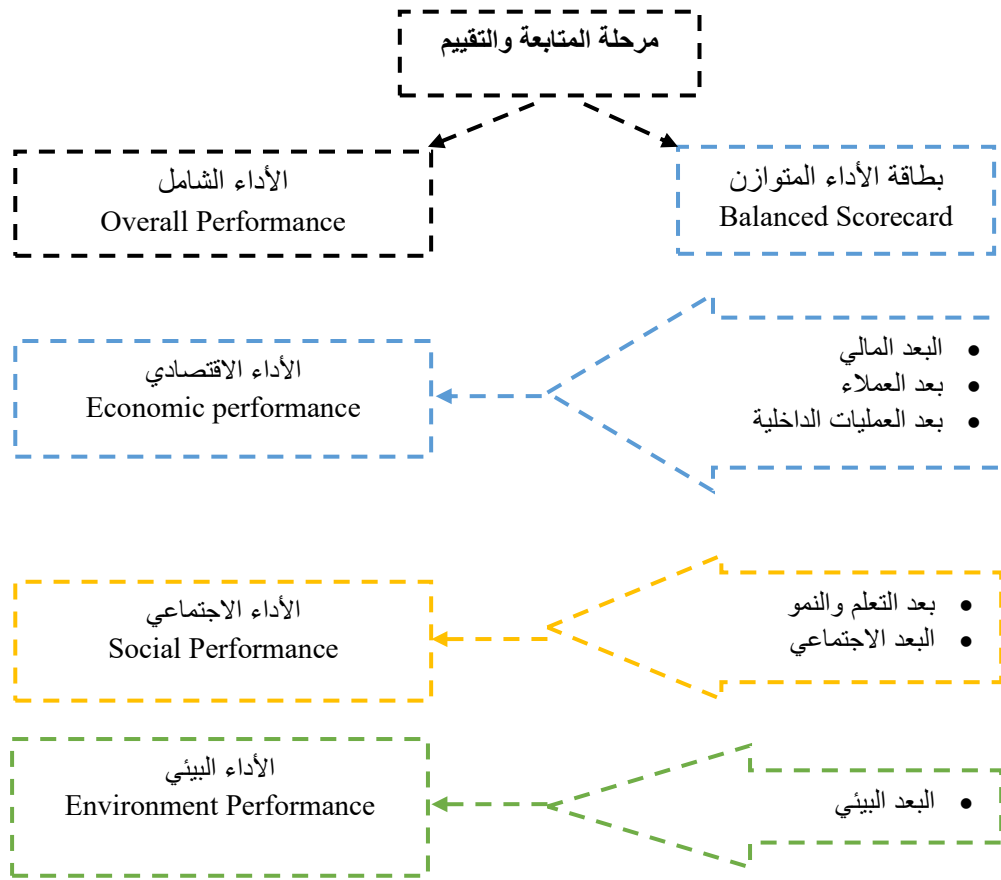 مرحلة المتابعة والتقييم
بطاقة الأداء المتوازن
Balanced Scorecard
الأداء الشامل
Overall Performance
• البعد المالي
• بعد العملاء
• بعد العمليات الداخلية
الأداء الاقتصادي
Economic performance
• بعد التعلم والنمو
• البعد الاجتماعي
الأداء الاجتماعي
Social Performance
• البعد البيئي
الأداء البيئي
Environment Performance